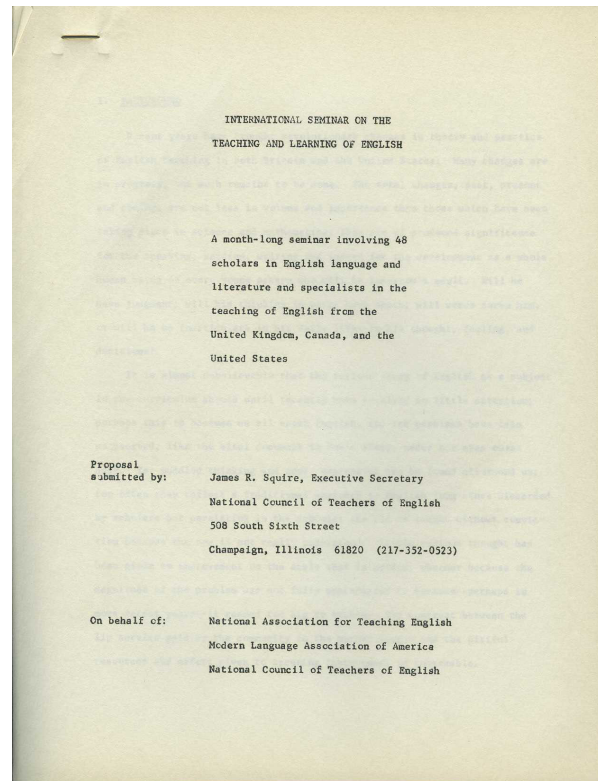 INTERNATIONAL SEMINAR ON THE
TEACHING AND LEARNING OF ENGLISH
A month-long seminar involving 48
scholars in English language and
literature and specialists in the
teaching of English from the
United Kingdom, Canada, and the
United States
Proposal
submitted by: James R. Squire, Executive Secretary
National Council of Teachers of English
508 South Sixth Street
Champaign, Illinois 61820 (217-352-0523)
On behalf of: National Association for Teaching English
Modern Language Association of America
National Council of Teachers of English